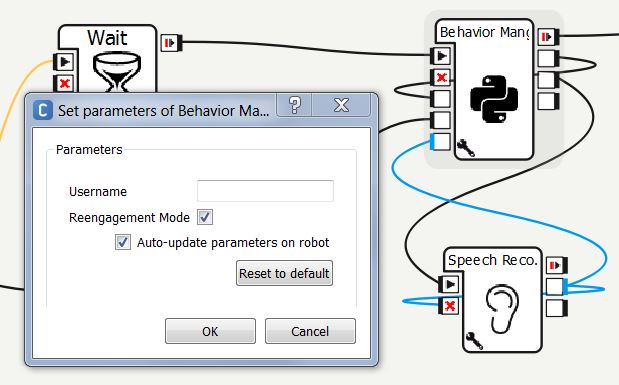 Wait
Behavior Mang
C Set parameters of Behavior Ma... ?
Parameters
Username
Reengagement Mode
Auto-update parameters on robot
Reset to default
OK
Cancel
Speech Reco.